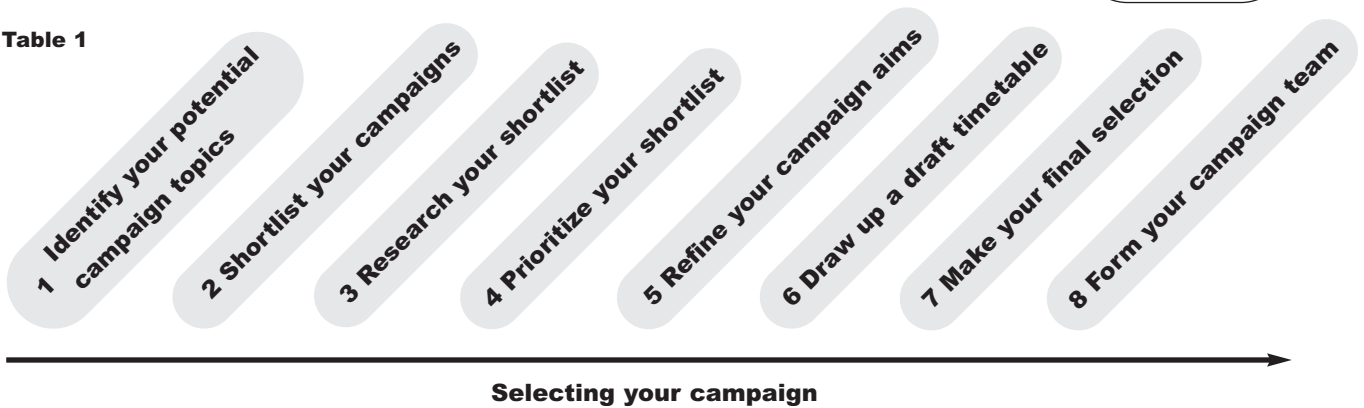 Table 1
1 Identify your potential
campaign topics
2 Shortlist your campaigns
3 Research your shortlist
4 Prioritize your shortlist
5 Refine your campaign aims
6 Draw up a draft timetable
7 Make your final selection
8 Form your campaign team
Selecting your campaign